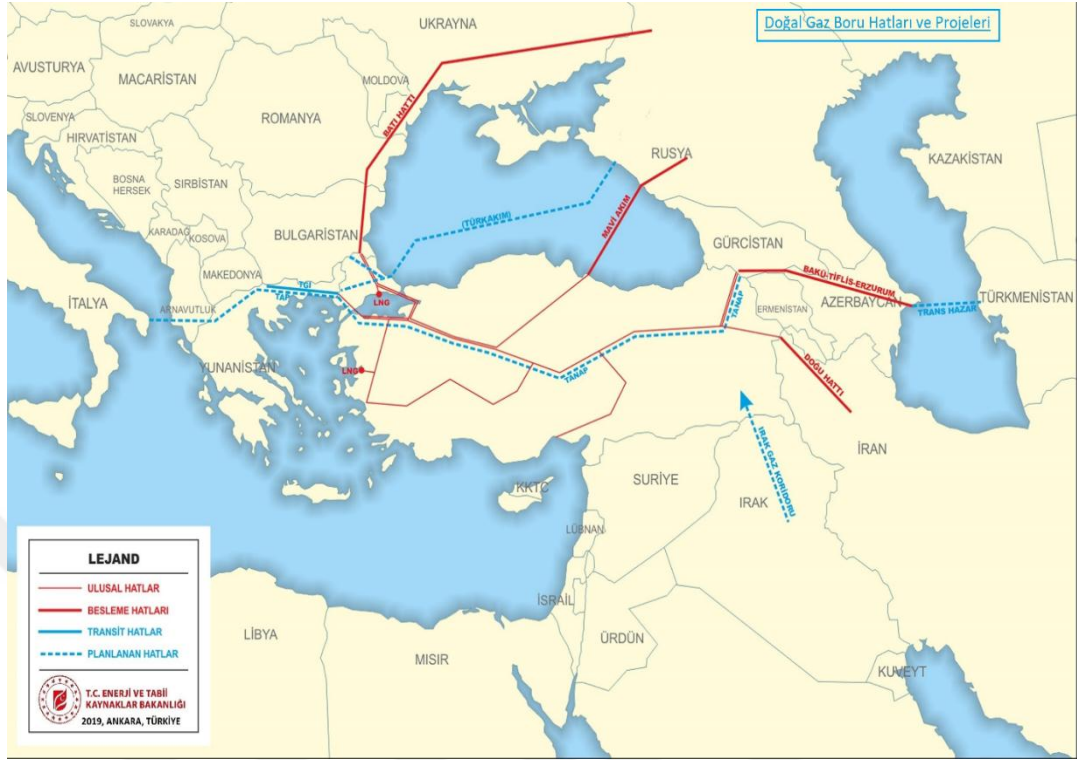 Doğal Gaz Boru Hatları ve Projeleri
SLOVAKYA
UKRAYNA
AVUSTURYA
MACARİSTAN
MOLDOVA
SLOVENYA
HIRVATİSTAN
ROMANYA
BATI HATTI
RUSYA
KAZAKİSTAN
BOSNA
HERSEK
SIRBİSTAN
KARADAĞ
KOSOVA
BULGARİSTAN
(TÜRKAKIM)
MAVİ AKIM
GÜRCİSTAN
MAKEDONYA
TGI
TAP
LNG
BAKÜ-TİFLİS-ERZURUM
İTALYA
ARNAVUTLUK
TANAP
ERMENİSTAN
AZERBAYCAN
TRANS HAZAR
TÜRKMENİSTAN
YUNANİSTAN
LNG
TANAP
DOĞU HATTI
IRAK GAZ KORİDORU
İRAN
KKTC
SURİYE
IRAK
LÜBNAN
İSRAİL
ÜRDÜN
LİBYA
MISIR
KUVEYT
LEJAND
ULUSAL HATLAR
BESLEME HATLARI
TRANSİT HATLAR
PLANLANAN HATLAR
T.C. ENERJİ VE TABİİ
KAYNAKLAR BAKANLIĞI
2019, ANKARA, TÜRKİYE